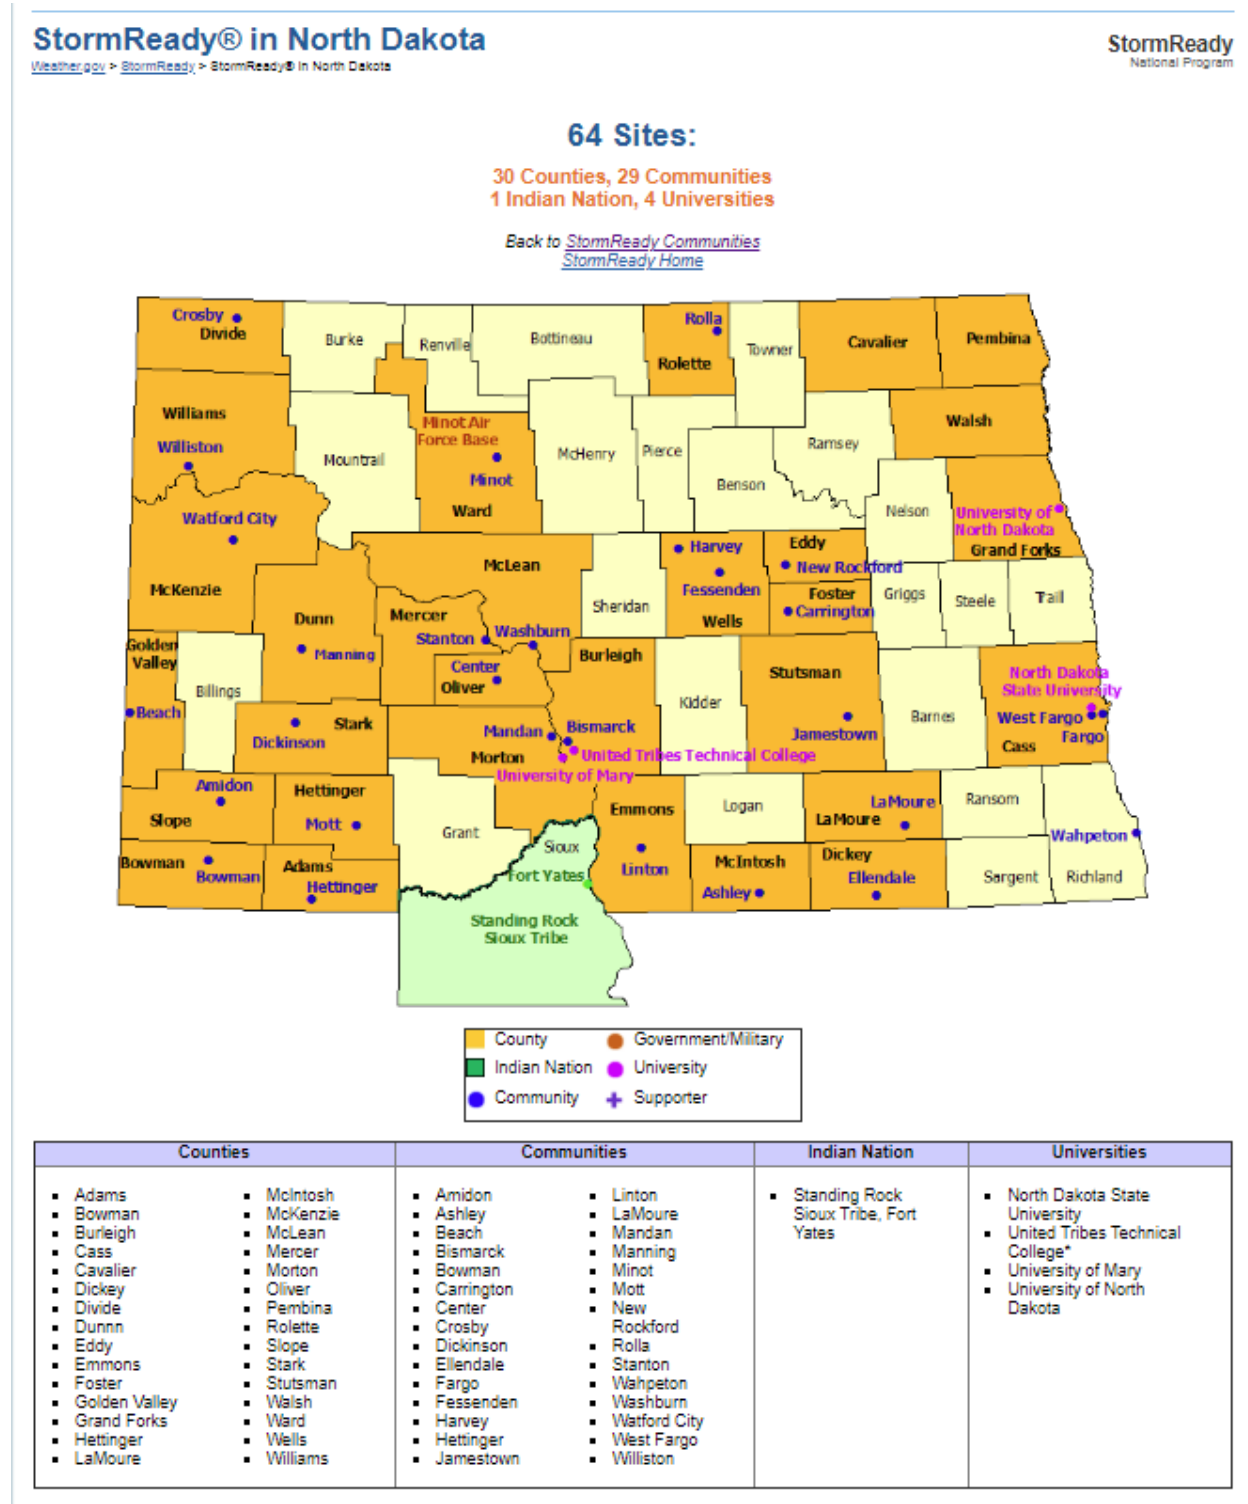 StormReady® in North Dakota
StormReady
National Program
Weather.gov > StormReady > StormReady® in North Dakota
64 Sites:
30 Counties, 29 Communities
1 Indian Nation, 4 Universities
Back to StormReady Communities
StormReady Home
Crosby
Divide
Burke
Renville
Bottineau
Rolla
Rolette
Towner
Cavalier
Pembina
Williams
Williston
Mountrail
Minot Air
Force Base
Minot
Ward
McHenry
Pierce
Benson
Ramsey
Walsh
Nelson
University of
North Dakota
Grand Forks
Watford City
McKenzie
McLean
Sheridan
Harvey
Fessenden
Wells
Eddy
New Rockford
Foster
Carrington
Griggs
Steele
Trail
Dunn
Manning
Mercer
Stanton
Washburn
Center
Oliver
Burleigh
Kidder
Stutsman
Jamestown
Barnes
North Dakota
State University
West Fargo
Fargo
Cass
Golden
Valley
Beach
Billings
Stark
Dickinson
Mandan
Morton
Bismarck
United Tribes Technical College
University of Mary
Amidon
Slope
Hettinger
Mott
Grant
Sioux
Fort Yates
Emmons
Linton
Logan
LaMoure
LaMoure
Ransom
Wahpeton
Bowman
Bowman
Adams
Hettinger
McIntosh
Ashley
Dickey
Ellendale
Sargent
Richland
Standing Rock
Sioux Tribe
County
Government/Military
Indian Nation
University
Community
Supporter
Counties
Communities
Indian Nation
Universities
Adams
Bowman
Burleigh
Cass
Cavalier
Dickey
Divide
Dunnn
Eddy
Emmons
Foster
Golden Valley
Grand Forks
Hettinger
LaMoure
McIntosh
McKenzie
McLean
Mercer
Morton
Oliver
Pembina
Rolette
Slope
Stark
Stutsman
Walsh
Ward
Wells
Williams
Amidon
Ashley
Beach
Bismarck
Bowman
Carrington
Center
Crosby
Dickinson
Ellendale
Fargo
Fessenden
Harvey
Hettinger
Jamestown
Linton
LaMoure
Mandan
Manning
Minot
Mott
New
Rockford
Rolla
Stanton
Wahpeton
Washburn
Watford City
West Fargo
Williston
Standing Rock
Sioux Tribe, Fort
Yates
North Dakota State
University
United Tribes Technical
College*
University of Mary
University of North
Dakota